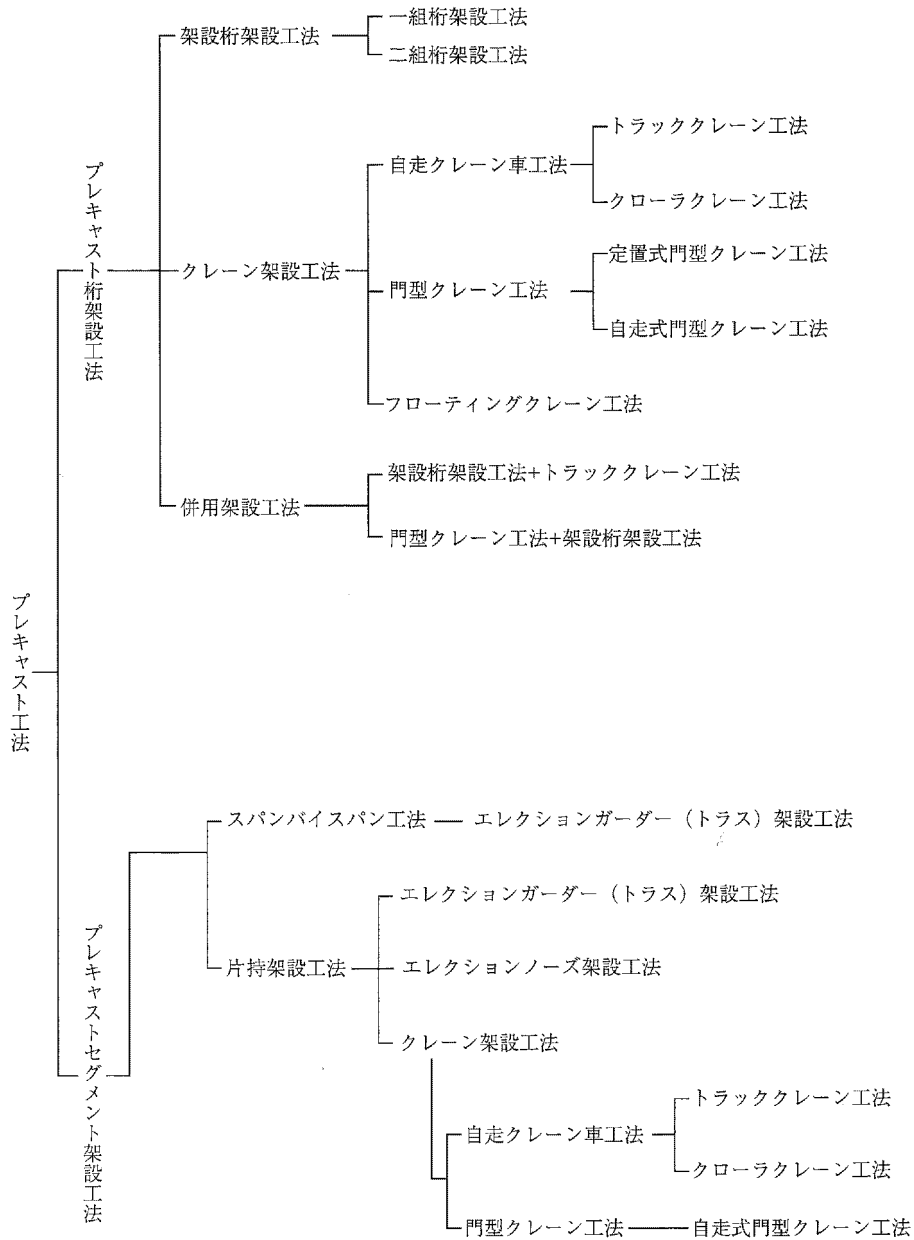 プレキャスト工法
プレキャスト桁架設工法
架設桁架設工法
一組桁架設工法
二組桁架設工法
クレーン架設工法
自走クレーン車工法
トラッククレーン工法
クローラクレーン工法
門型クレーン工法
定置式門型クレーン工法
自走式門型クレーン工法
フローティングクレーン工法
併用架設工法
架設桁架設工法+トラッククレーン工法
門型クレーン工法+架設桁架設工法
プレキャストセグメント架設工法
スパンバイスパン工法
エレクションガーダー（トラス）架設工法
片持架設工法
エレクションガーダー（トラス）架設工法
エレクションノーズ架設工法
クレーン架設工法
自走クレーン車工法
トラッククレーン工法
クローラクレーン工法
門型クレーン工法
自走式門型クレーン工法